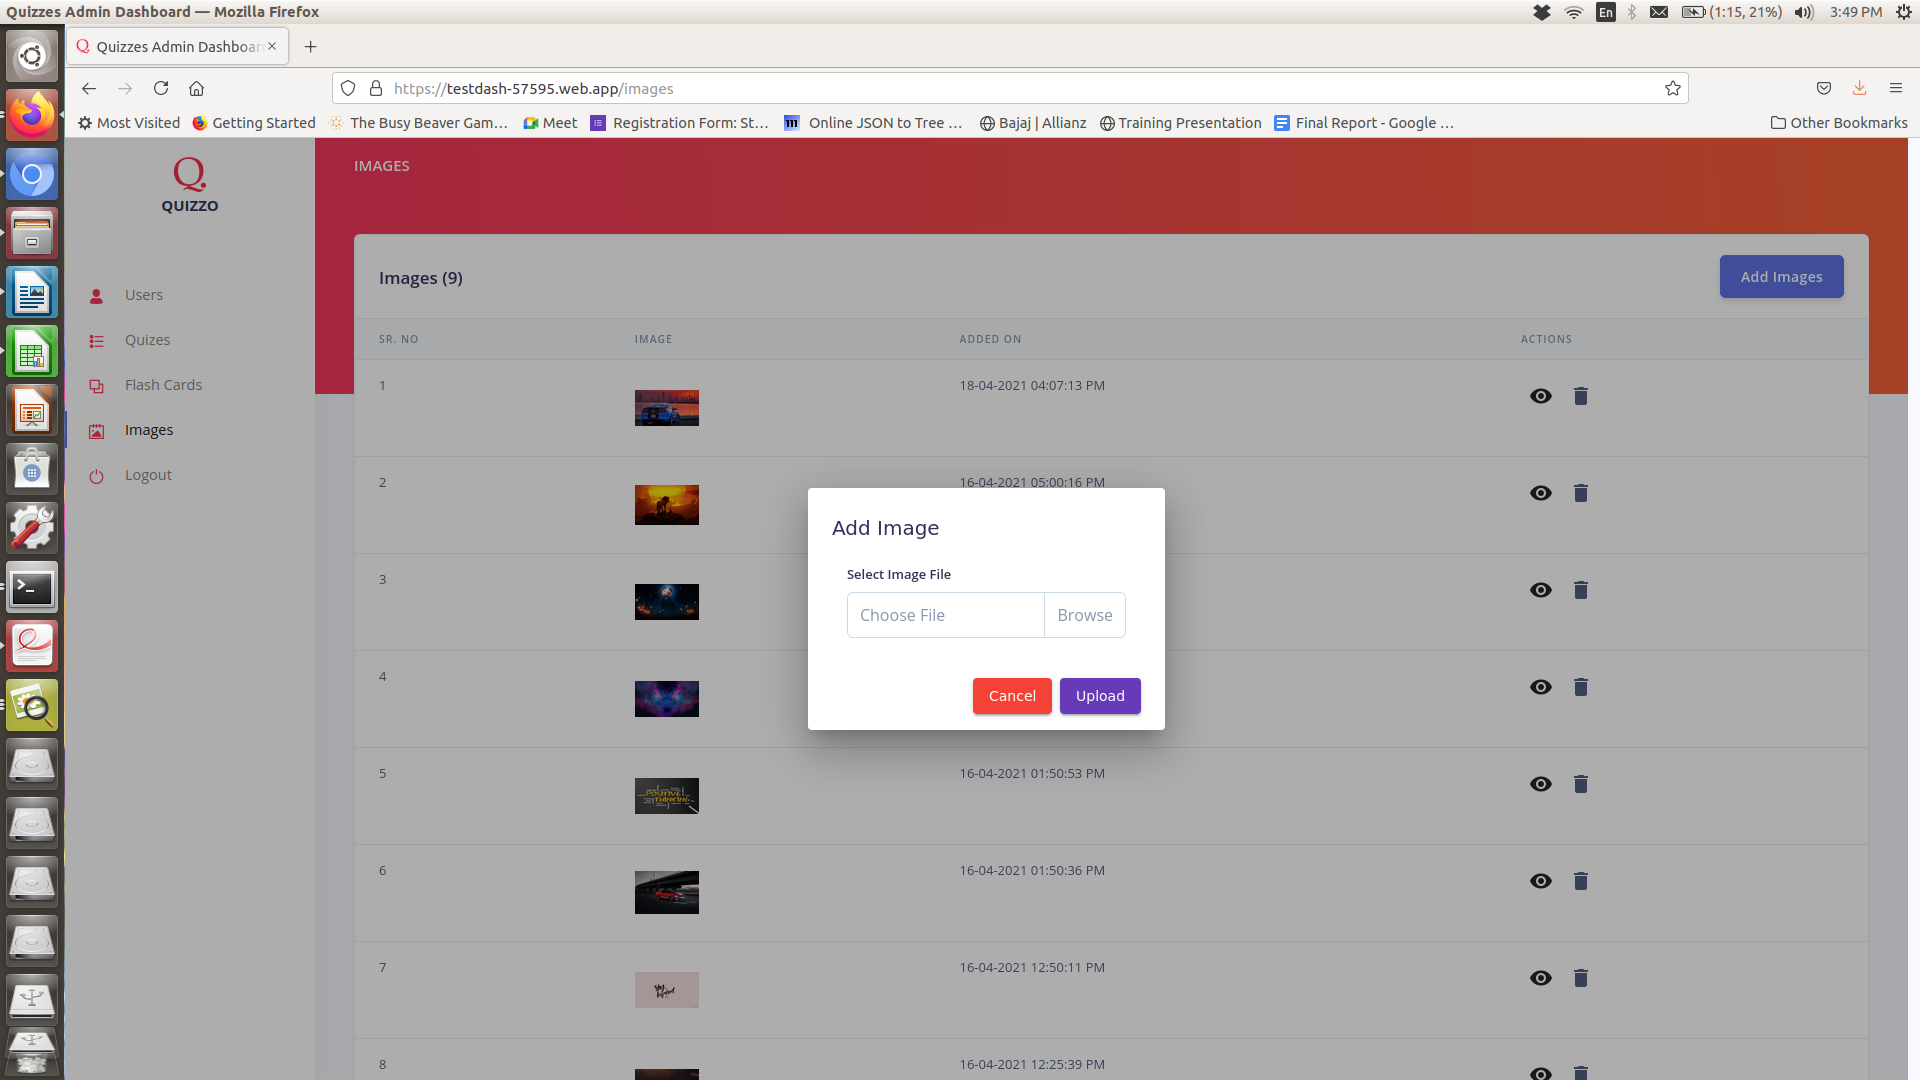 Quizzes Admin Dashboard — Mozilla Firefox
En
(1:15, 21%)
3:49 PM
Quizzes Admin Dashboar
https://testdash-57595.web.app/images
Most Visited
Getting Started
The Busy Beaver Gam...
Meet
Registration Form: St...
Online JSON to Tree ...
Bajaj | Allianz
Training Presentation
Final Report - Google ...
Other Bookmarks
Q.
QUIZZO
Users
Quizes
Flash Cards
Images
Logout
IMAGES
Images (9)
Add Images
SR. NO
IMAGE
ADDED ON
ACTIONS
1
18-04-2021 04:07:13 PM
2
16-04-2021 05:00:16 PM
3
4
5
POSITIVE
THINKING
16-04-2021 01:50:53 PM
6
16-04-2021 01:50:36 PM
7
16-04-2021 12:50:11 PM
8
16-04-2021 12:25:39 PM
Add Image
Select Image File
Choose File
Browse
Cancel
Upload